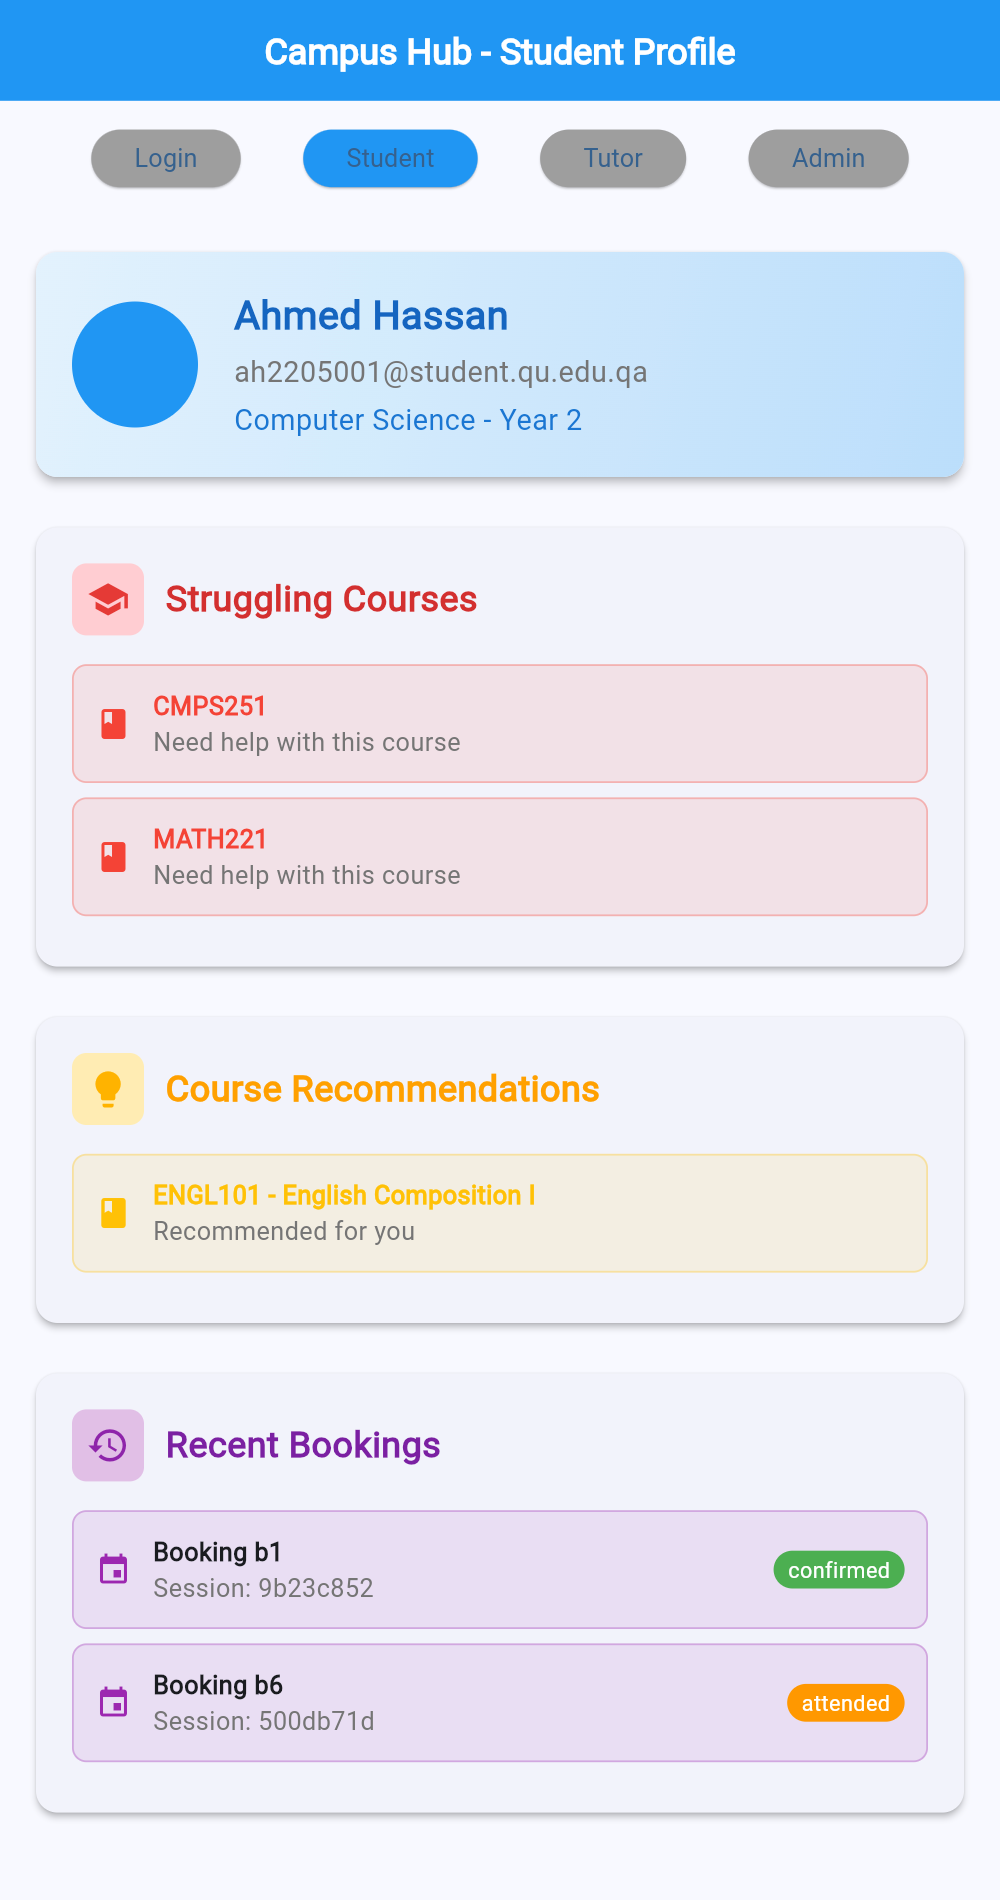 Campus Hub - Student Profile
Login
Student
Tutor
Admin
Ahmed Hassan
ah2205001@student.qu.edu.qa
Computer Science - Year 2
Struggling Courses
CMPS251
Need help with this course
MATH221
Need help with this course
Course Recommendations
ENGL101 - English Composition I
Recommended for you
Recent Bookings
Booking b1
Session: 9b23c852
confirmed
Booking b6
Session: 500db71d
attended